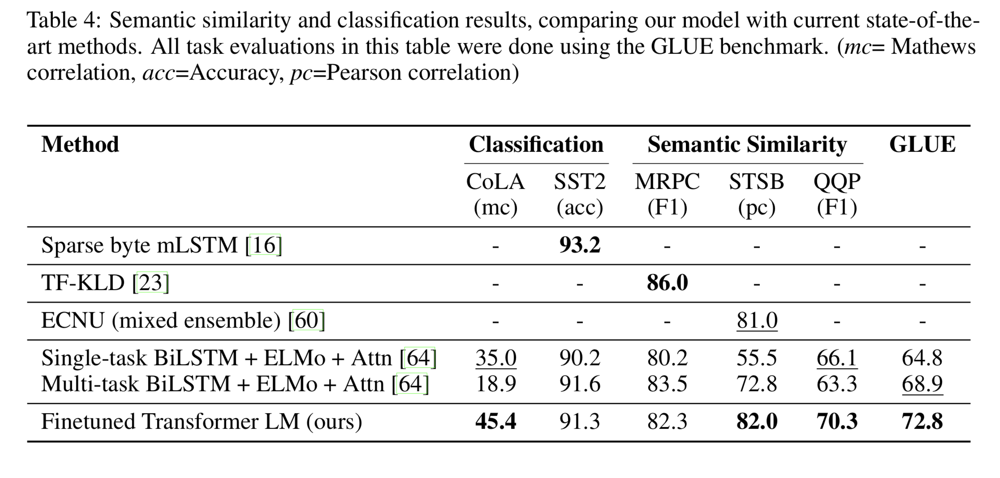 Table 4: Semantic similarity and classification results, comparing our model with current state-of-the-
art methods. All task evaluations in this table were done using the GLUE benchmark. (mc= Mathews
correlation, acc=Accuracy, pc=Pearson correlation)
Method Classification Semantic Similarity GLUE
CoLA SST2 MRPC STSB QQP
(mc) (acc) (F1) (pc) (F1)
Sparse byte mLSTM [16] - 93.2 - - - -
TF-KLD [23] - - 86.0 - - -
ECNU (mixed ensemble) [60] - - - 81.0 - -
Single-task BiLSTM + ELMo + Attn [64] 35.0 90.2 80.2 55.5 66.1 64.8
Multi-task BiLSTM + ELMo + Attn [64] 18.9 91.6 83.5 72.8 63.3 68.9
Finetuned Transformer LM (ours) 45.4 91.3 82.3 82.0 70.3 72.8